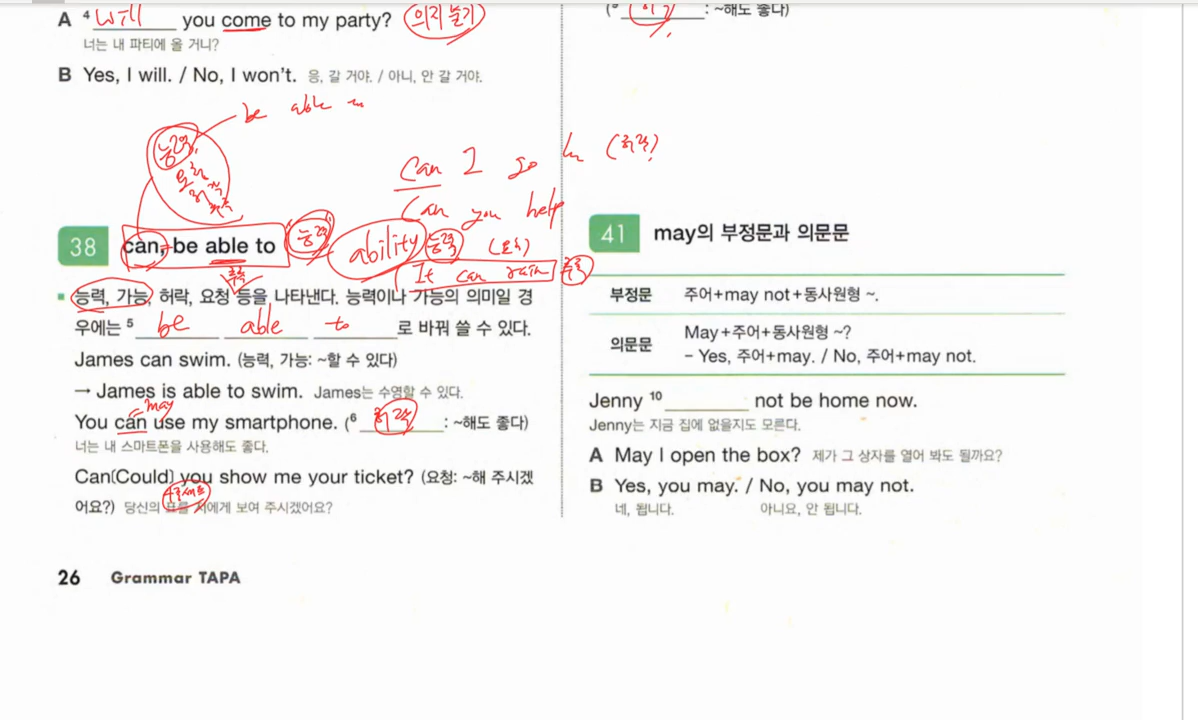 A 4 will you come to my party? (의지 묻기)
너는 내 파티에 올 거니?
B Yes, I will. / No, I won't. 응, 갈 거야. / 아니, 안 갈 거야.
be able to
능력
요청
허락
추측
Can I go in (허락)
Can you help
(요청)
It can rain 추측
38 can, be able to 능력 ability 능력
추측
능력, 가능, 허락, 요청 등을 나타낸다. 능력이나 가능의 의미일 경
우에는 5 be able to 로 바꿔 쓸 수 있다.
James can swim. (능력, 가능: ~할 수 있다)
→ James is able to swim. James는 수영할 수 있다.
= may
You can use my smartphone. (6 허락 : ~해도 좋다)
너는 내 스마트폰을 사용해도 좋다.
Can(Could) you show me your ticket? (요청: ~해 주시겠
어요?) 당신의 표를 저에게 보여 주시겠어요?
26 Grammar TAPA
: ~해도 좋다)
41 may의 부정문과 의문문
부정문 주어+may not+동사원형 ~.
의문문 May+주어+동사원형 ~?
– Yes, 주어+may. / No, 주어+may not.
Jenny 10 ________ not be home now.
Jenny는 지금 집에 없을지도 모른다.
A May I open the box? 제가 그 상자를 열어 봐도 될까요?
B Yes, you may. / No, you may not.
네, 됩니다. 아니요, 안 됩니다.